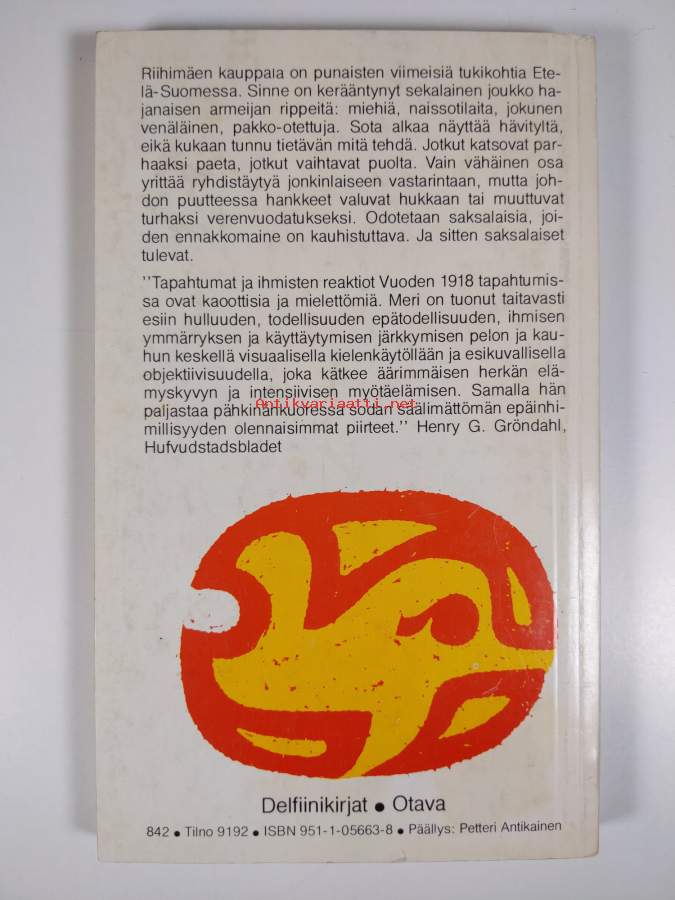 Riihimäen kauppala on punaisten viimeisiä tukikohtia Ete-
lä-Suomessa. Sinne on kerääntynyt sekalainen joukko ha-
janaisen armeijan rippeitä: miehiä, naissotilaita, jokunen
venäläinen, pakko-otettuja. Sota alkaa näyttää hävityltä,
eikä kukaan tunnu tietävän mitä tehdä. Jotkut katsovat par-
haaksi paeta, jotkut vaihtavat puolta. Vain vähäinen osa
yrittää ryhdistäytyä jonkinlaiseen vastarintaan, mutta joh-
don puutteessa hankkeet valuvat hukkaan tai muuttuvat
turhaksi verenvuodatukseksi. Odotetaan saksalaisia, joi-
den ennakkomaine on kauhistuttava. Ja sitten saksalaiset
tulevat.
''Tapahtumat ja ihmisten reaktiot Vuoden 1918 tapahtumis-
sa ovat kaoottisia ja mielettömiä. Meri on tuonut taitavasti
esiin hulluuden, todellisuuden epätodellisuuden, ihmisen
ymmärryksen ja käyttäytymisen järkkymisen pelon ja kau-
hun keskellä visuaalisella kielenkäytöllään ja esikuvallisella
objektiivisuudella, joka kätkee äärimmäisen herkän elä-
myskyvyn ja intensiivisen myötäelämisen. Samalla hän
Antikvariaatti.net
paljastaa pähkinänkuoressa sodan säälimättömän epäinhi-
millisyyden olennaisimmat piirteet.'' Henry G. Gröndahl,
Hufvudstadsbladet
Delfiinikirjat ● Otava
842 ● Tilno 9192 ● ISBN 951-1-05663-8 ● Päällys: Petteri Antikainen